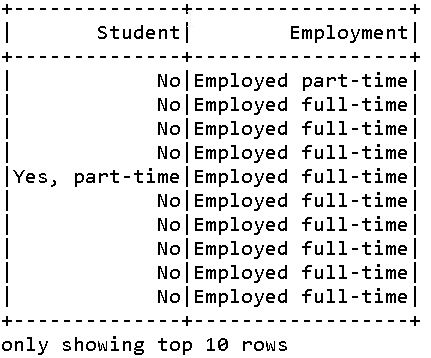 +--------------+------------------+
|       Student|        Employment|
+--------------+------------------+
|            No|Employed part-time|
|            No|Employed full-time|
|            No|Employed full-time|
|            No|Employed full-time|
|Yes, part-time|Employed full-time|
|            No|Employed full-time|
|            No|Employed full-time|
|            No|Employed full-time|
|            No|Employed full-time|
|            No|Employed full-time|
+--------------+------------------+
only showing top 10 rows